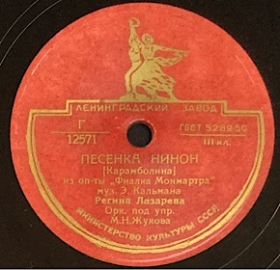 ЛЕНИНГРАДСКИЙ ЗАВОД
Г
12571
ГОСТ 5289-50
III кл.
ПЕСЕНКА НИНОН
(Карамболина)
из оп-ты „Фиалка Монмартра"
муз. Э. Кальмана
Регина Лазарева
Орк. под упр.
М.Н.Жукова
МИНИСТЕРСТВО КУЛЬТУРЫ СССР